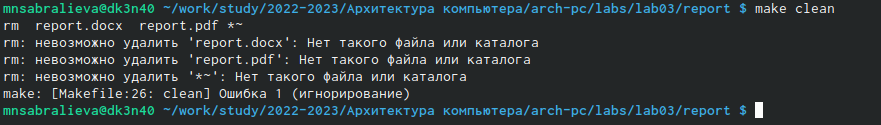 mnsabralieva@dk3n40 ~/work/study/2022-2023/Архитектура компьютера/arch-pc/labs/lab03/report $ make clean
rm  report.docx  report.pdf *~
rm: невозможно удалить 'report.docx': Нет такого файла или каталога
rm: невозможно удалить 'report.pdf': Нет такого файла или каталога
rm: невозможно удалить '*~': Нет такого файла или каталога
make: [Makefile:26: clean] Ошибка 1 (игнорирование)
mnsabralieva@dk3n40 ~/work/study/2022-2023/Архитектура компьютера/arch-pc/labs/lab03/report $